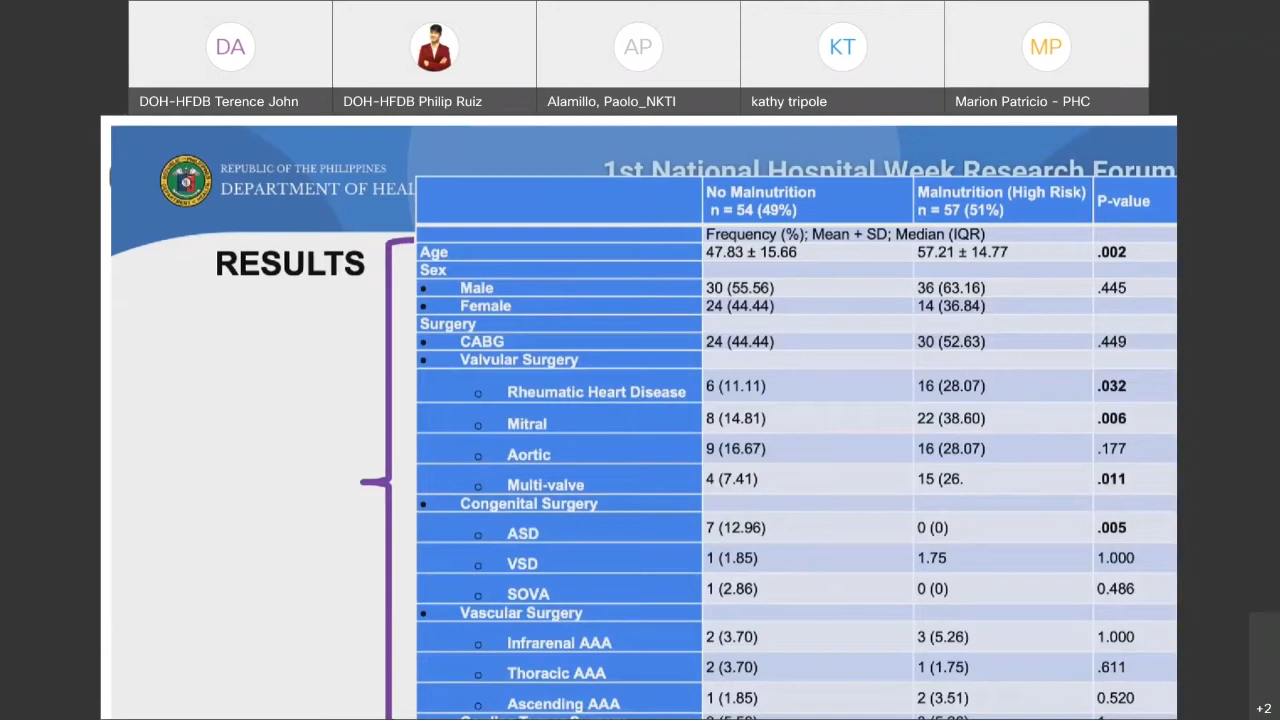 DA
AP
KT
MP
DOH-HFDB Terence John
DOH-HFDB Philip Ruiz
Alamillo, Paolo_NKTI
kathy tripole
Marion Patricio - PHC
REPUBLIC OF THE PHILIPPINES
DEPARTMENT OF HEAL
1st National Hospital Week Research Forum
RESULTS
No Malnutrition n = 54 (49%) Malnutrition (High Risk) n = 57 (51%) P-value
Frequency (%); Mean + SD; Median (IQR)
Age 47.83 ± 15.66 57.21 ± 14.77 .002
Sex
• Male 30 (55.56) 36 (63.16) .445
• Female 24 (44.44) 14 (36.84)
Surgery
• CABG 24 (44.44) 30 (52.63) .449
• Valvular Surgery
○ Rheumatic Heart Disease 6 (11.11) 16 (28.07) .032
○ Mitral 8 (14.81) 22 (38.60) .006
○ Aortic 9 (16.67) 16 (28.07) .177
○ Multi-valve 4 (7.41) 15 (26. .011
• Congenital Surgery
○ ASD 7 (12.96) 0 (0) .005
○ VSD 1 (1.85) 1.75 1.000
○ SOVA 1 (2.86) 0 (0) 0.486
• Vascular Surgery
○ Infrarenal AAA 2 (3.70) 3 (5.26) 1.000
○ Thoracic AAA 2 (3.70) 1 (1.75) .611
○ Ascending AAA 1 (1.85) 2 (3.51) 0.520
+2